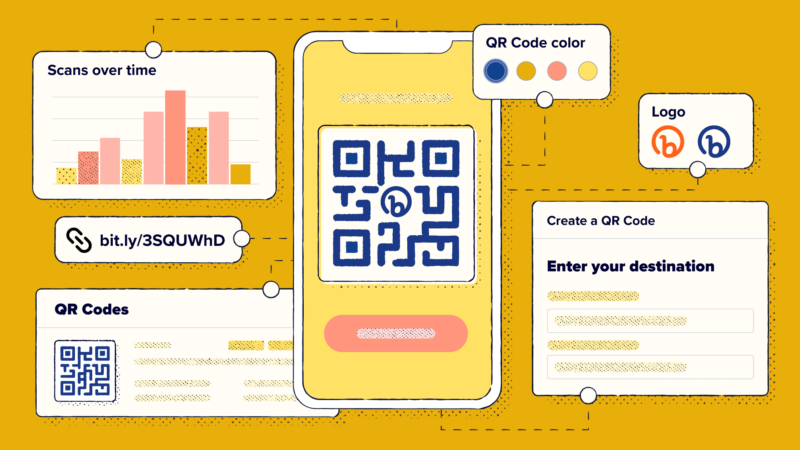 Scans over time
QR Code color
Logo
bit.ly/3SQUWhD
Create a QR Code
Enter your destination
QR Codes